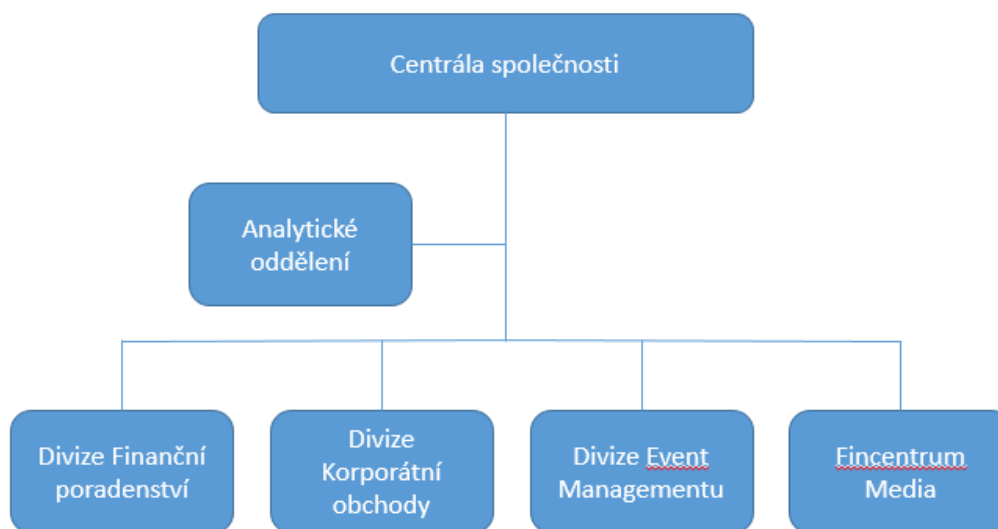 Centrála společnosti
Analytické
oddělení
Divize Finanční
poradenství
Divize
Korporátní
obchody
Divize Event
Managementu
Fincentrum
Media